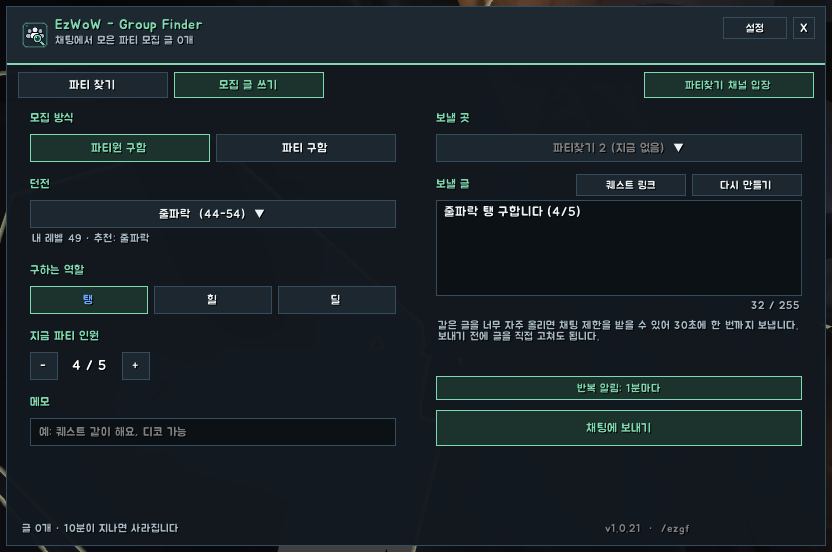 EzWoW - Group Finder
채팅에서 모은 파티 모집 글 0개
설정
X
파티 찾기
모집 글 쓰기
파티찾기 채널 입장
모집 방식
파티원 구함
파티 구함
던전
줄파락 (44-54) ▼
내 레벨 49 · 추천: 줄파락
구하는 역할
탱
힐
딜
지금 파티 인원
-
4 / 5
+
메모
예: 퀘스트 같이 해요, 디코 가능
보낼 곳
파티찾기 2 (지금 없음) ▼
보낼 글
퀘스트 링크
다시 만들기
줄파락 탱 구합니다 (4/5)
32 / 255
같은 글을 너무 자주 올리면 채팅 제한을 받을 수 있어 30초에 한 번까지 보냅니다.
보내기 전에 글을 직접 고쳐도 됩니다.
반복 알림: 1분마다
채팅에 보내기
글 0개 · 10분이 지나면 사라집니다
v1.0.21 · /ezgf